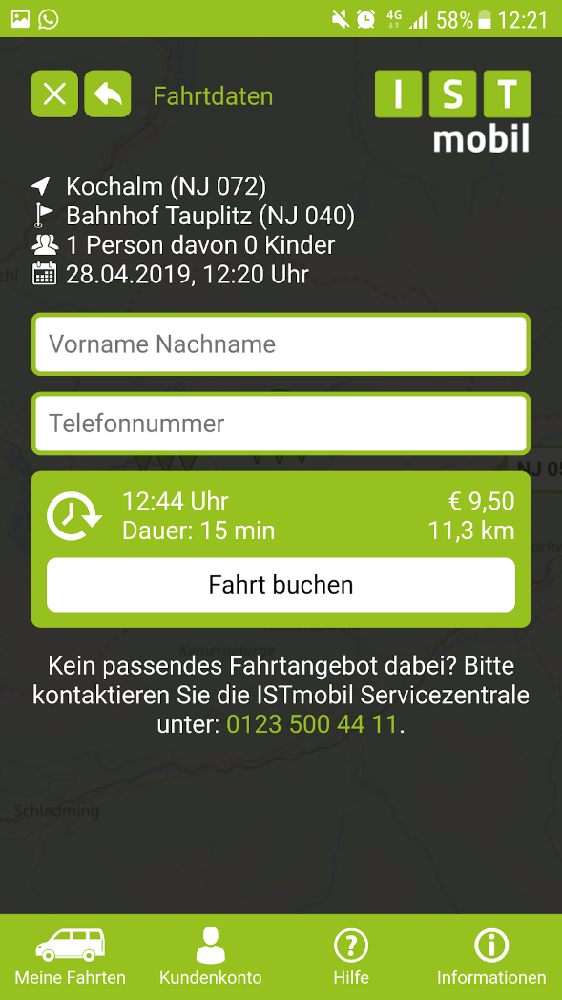 4G 58% 12:21
Fahrtdaten
I S T
mobil
Kochalm (NJ 072)
Bahnhof Tauplitz (NJ 040)
1 Person davon 0 Kinder
28.04.2019, 12:20 Uhr
Vorname Nachname
Telefonnummer
12:44 Uhr € 9,50
Dauer: 15 min 11,3 km
Fahrt buchen
Kein passendes Fahrtangebot dabei? Bitte
kontaktieren Sie die ISTmobil Servicezentrale
unter: 0123 500 44 11.
Schladming
Meine Fahrten Kundenkonto Hilfe Informationen